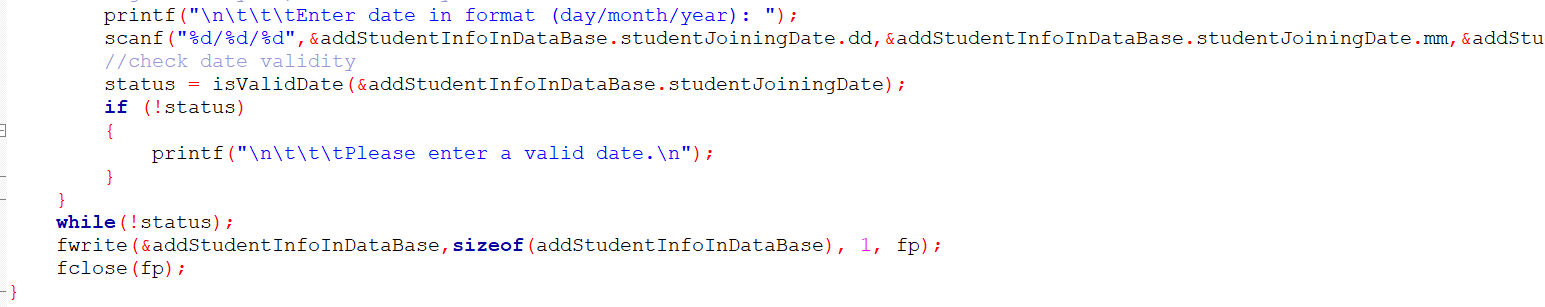 printf("\n\t\t\tEnter date in format (day/month/year): ");
scanf("%d/%d/%d",&addStudentInfoInDataBase.studentJoiningDate.dd,&addStudentInfoInDataBase.studentJoiningDate.mm,&addStu
//check date validity
status = isValidDate(&addStudentInfoInDataBase.studentJoiningDate);
if (!status)
{
printf("\n\t\t\tPlease enter a valid date.\n");
}
}
while(!status);
fwrite(&addStudentInfoInDataBase,sizeof(addStudentInfoInDataBase), 1, fp);
fclose(fp);
}